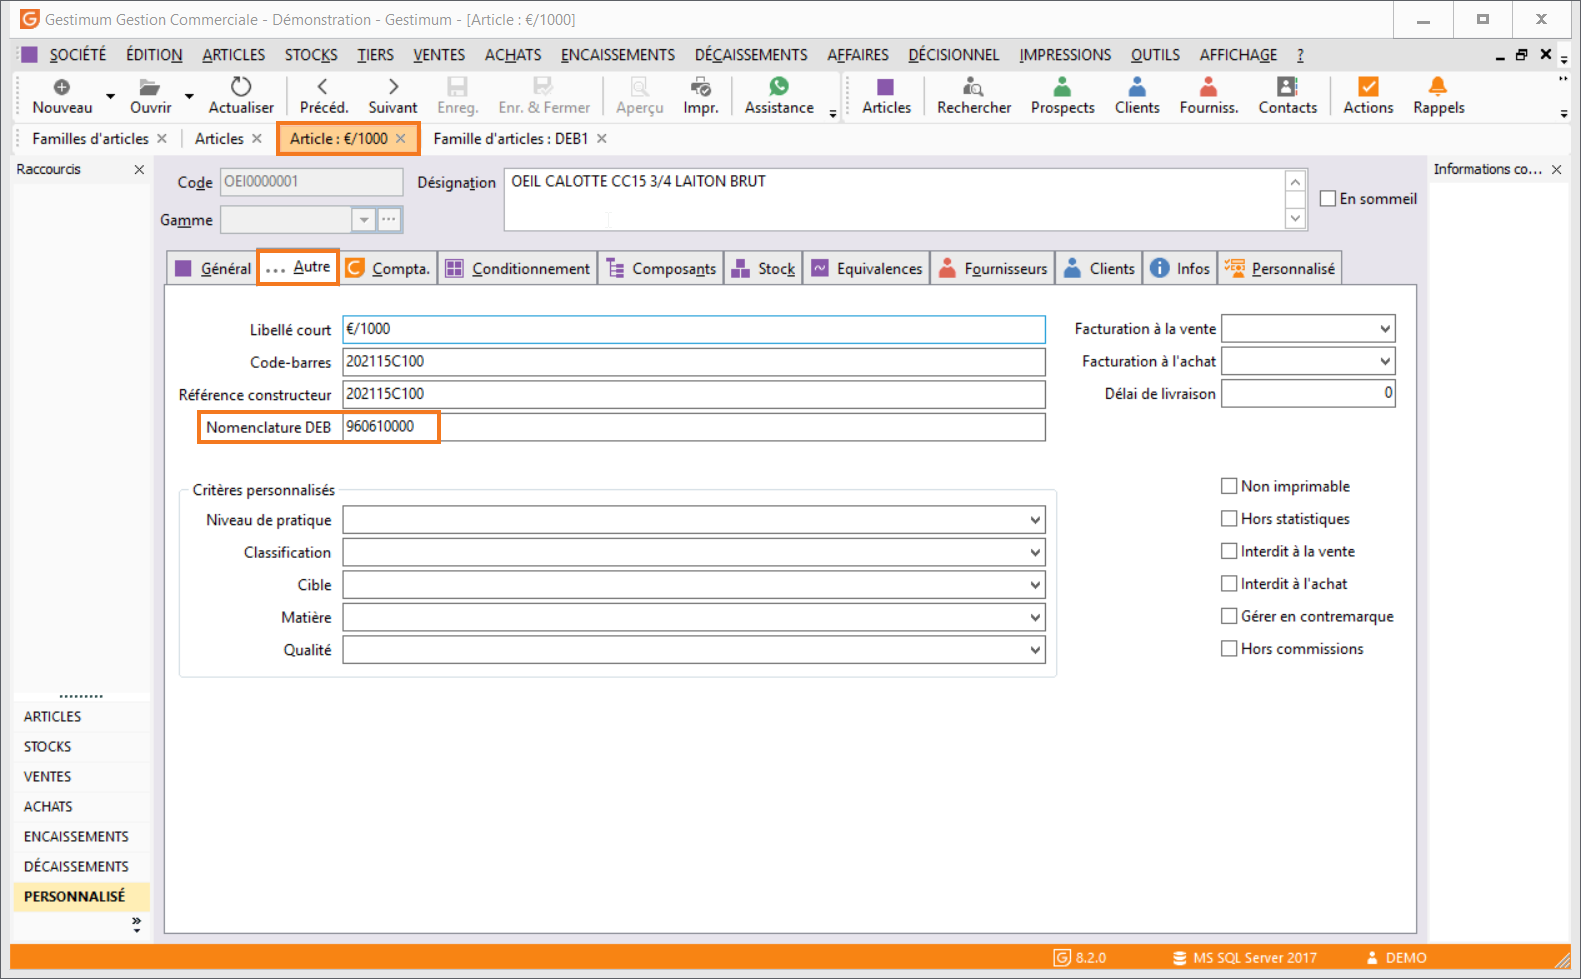 Gestimum Gestion Commerciale - Démonstration - Gestimum - [Article : €/1000]
SOCIÉTÉ ÉDITION ARTICLES STOCKS TIERS VENTES ACHATS ENCAISSEMENTS DÉCAISSEMENTS AFFAIRES DÉCISIONNEL IMPRESSIONS OUTILS AFFICHAGE ?
Nouveau Ouvrir Actualiser Précéd. Suivant Enreg. Enr. & Fermer Aperçu Impr. Assistance Articles Rechercher Prospects Clients Fourniss. Contacts Actions Rappels
Familles d'articles Articles Article : €/1000 Famille d'articles : DEB1
Raccourcis
Informations co...
Code OEI0000001 Désignation OEIL CALOTTE CC15 3/4 LAITON BRUT
En sommeil
Gamme
Général ... Autre Compta. Conditionnement Composants Stock Equivalences Fournisseurs Clients Infos Personnalisé
Libellé court €/1000 Facturation à la vente
Code-barres 202115C100 Facturation à l'achat
Référence constructeur 202115C100 Délai de livraison 0
Nomenclature DEB 960610000
Critères personnalisés
Non imprimable
Niveau de pratique
Hors statistiques
Classification
Interdit à la vente
Cible
Interdit à l'achat
Matière
Gérer en contremarque
Qualité
Hors commissions
ARTICLES
STOCKS
VENTES
ACHATS
ENCAISSEMENTS
DÉCAISSEMENTS
PERSONNALISÉ
8.2.0 MS SQL Server 2017 DEMO